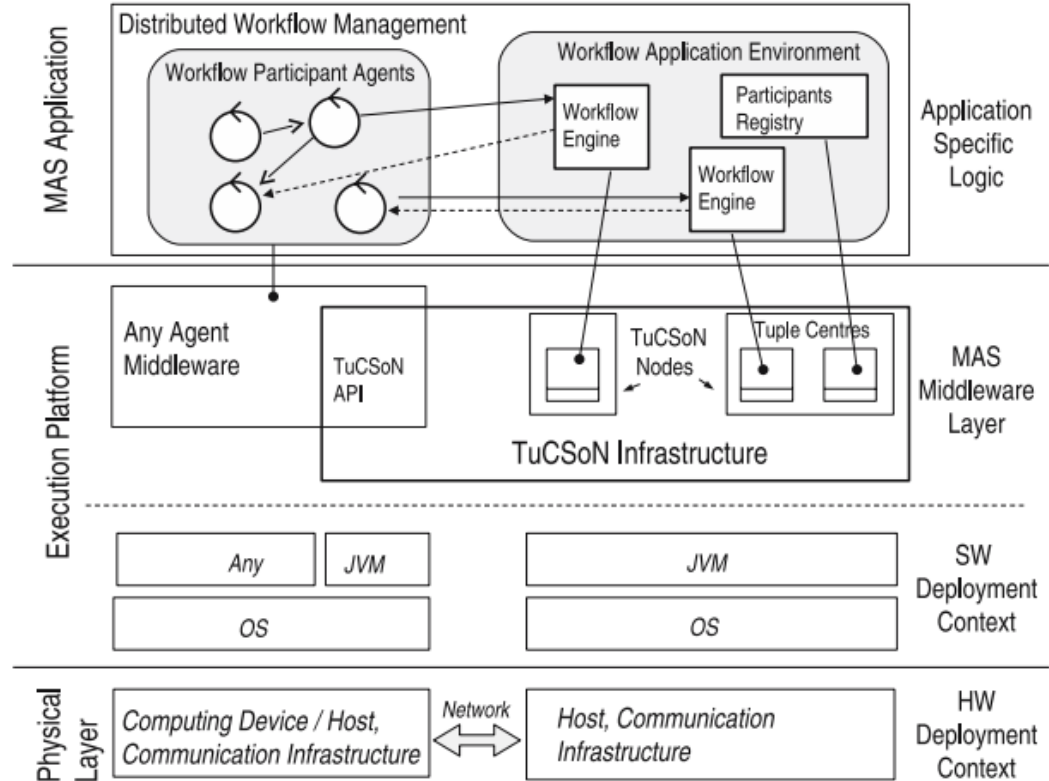 Distributed Workflow Management
Workflow Participant Agents
Workflow Application Environment
Workflow
Engine
Participants
Registry
Workflow
Engine
MAS Application
Application
Specific
Logic
Any Agent
Middleware
TuCSoN
API
TuCSoN
Nodes
Tuple Centres
TuCSoN Infrastructure
MAS
Middleware
Layer
Execution Platform
Any
JVM
JVM
OS
OS
SW
Deployment
Context
Physical
Layer
Computing Device / Host,
Communication Infrastructure
Network
Host, Communication
Infrastructure
HW
Deployment
Context